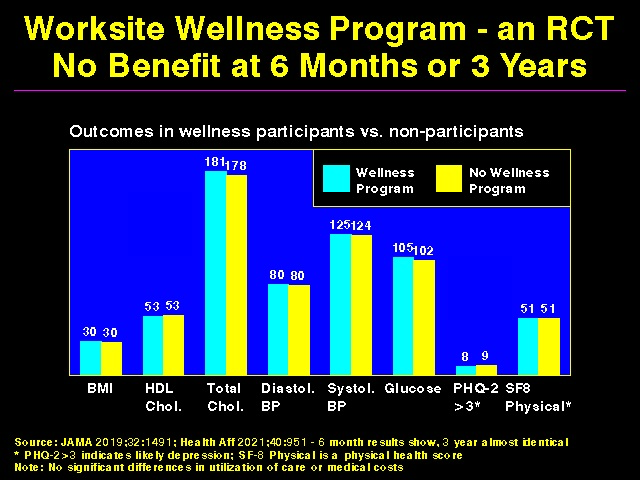 Worksite Wellness Program - an RCT
No Benefit at 6 Months or 3 Years
Outcomes in wellness participants vs. non-participants
181 178
Wellness Program
No Wellness Program
125 124
105 102
80 80
53 53
51 51
30 30
8 9
BMI
HDL Chol.
Total Chol.
Diastol. BP
Systol. BP
Glucose
PHQ-2 >3*
SF8 Physical*
Source: JAMA 2019;32:1491; Health Aff 2021;40:951 - 6 month results show, 3 year almost identical
* PHQ-2>3 indicates likely depression; SF-8 Physical is a physical health score
Note: No significant differences in utilization of care or medical costs